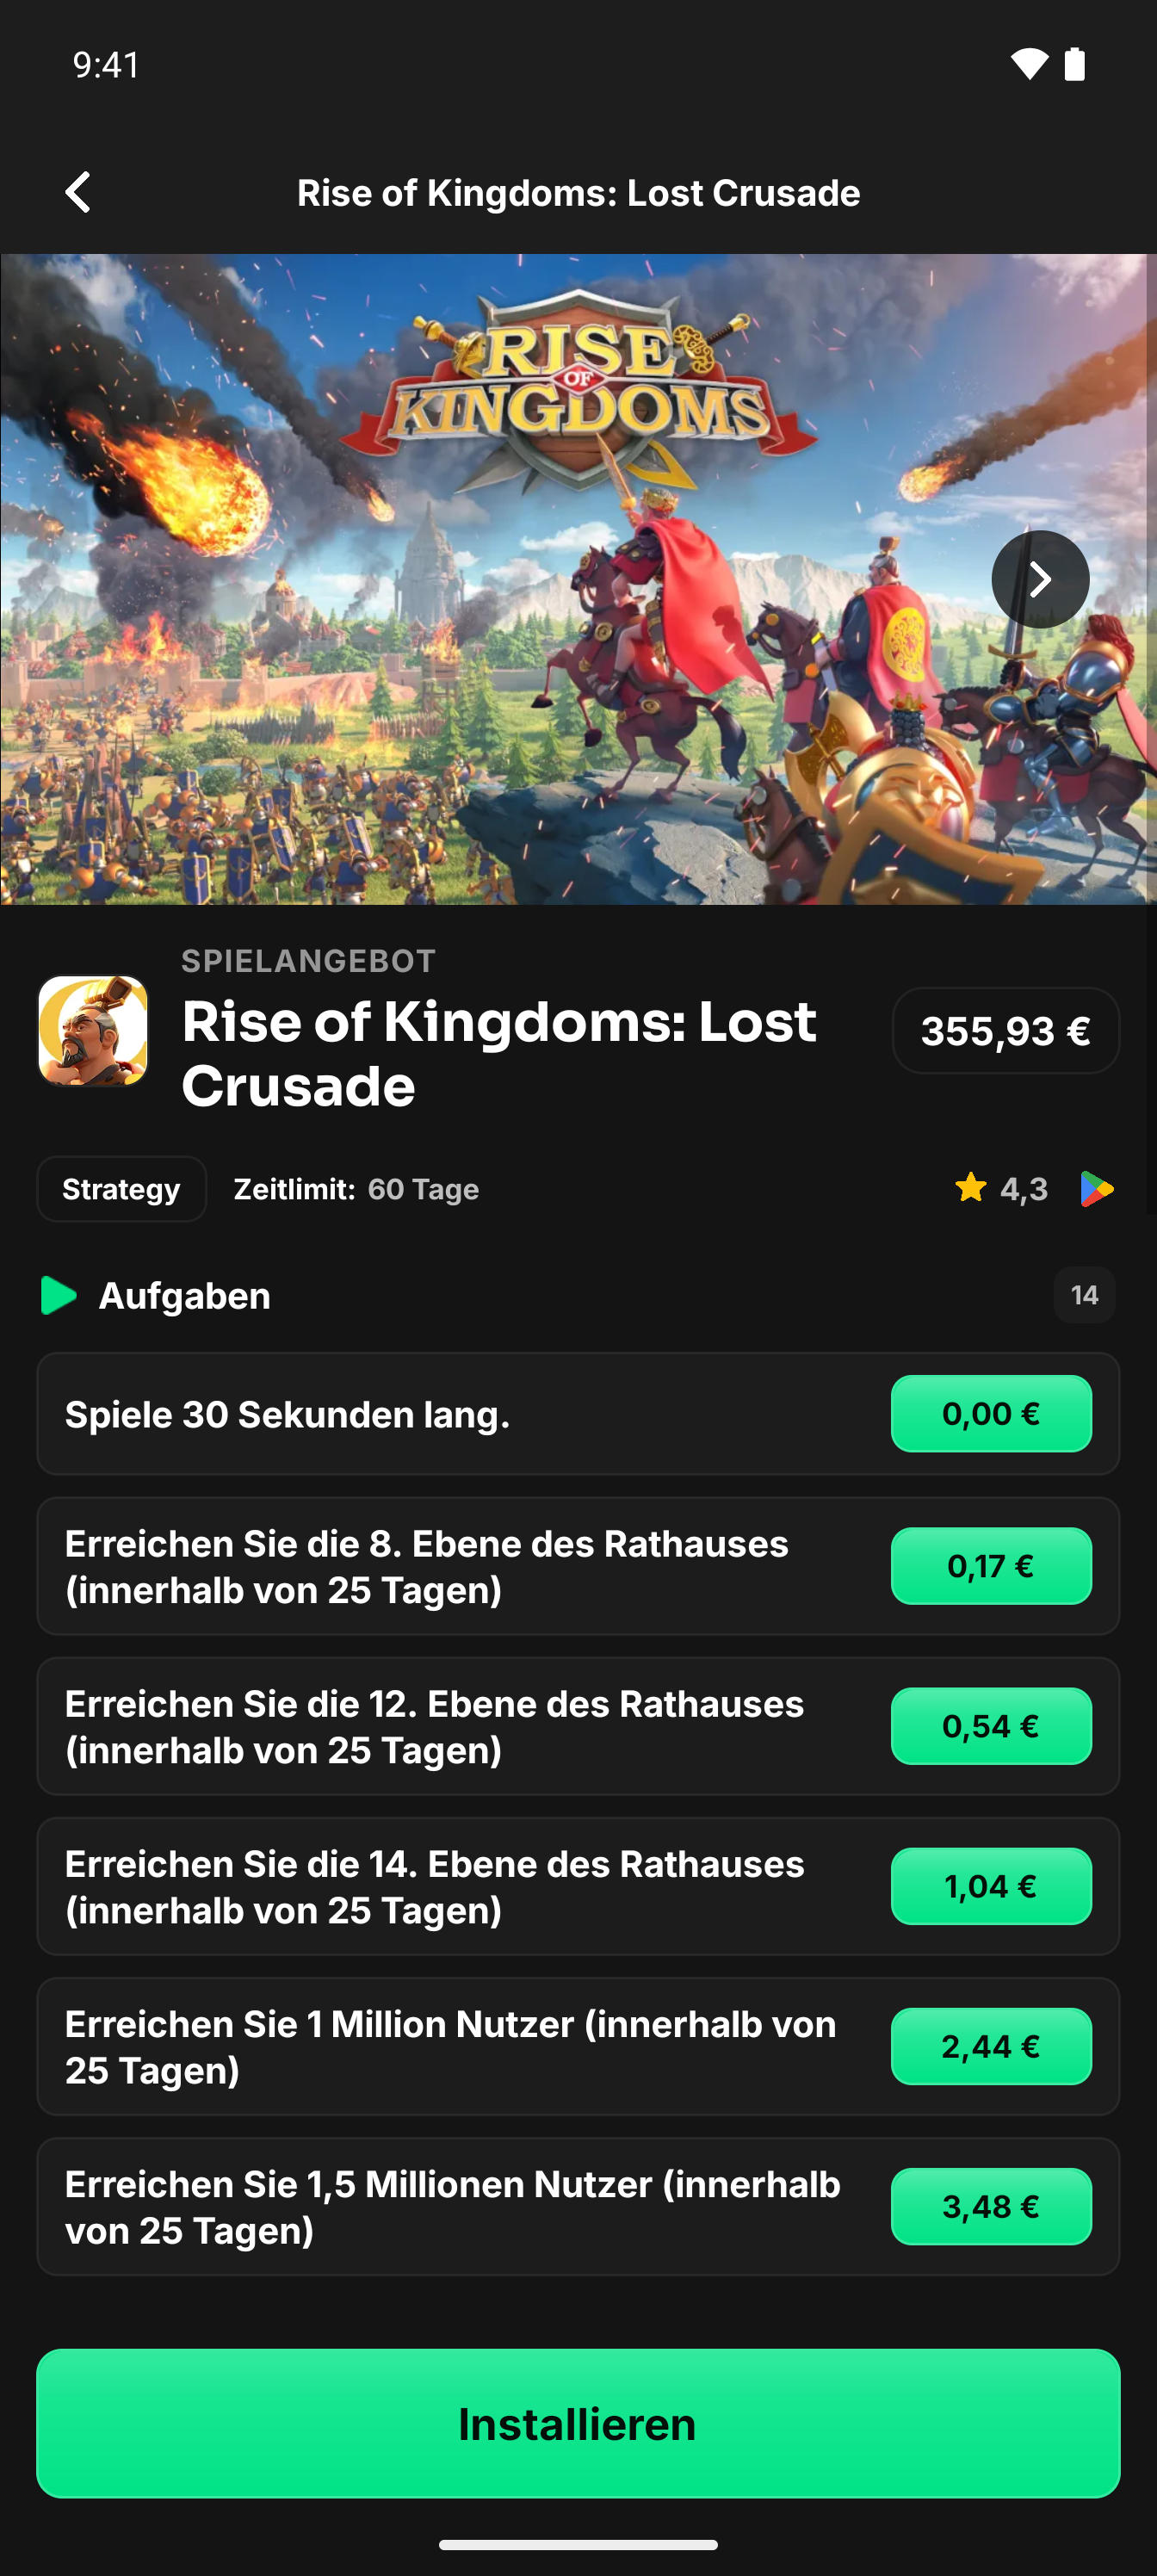 9:41
Rise of Kingdoms: Lost Crusade
RISE
OF
KINGDOMS
SPIELANGEBOT
Rise of Kingdoms: Lost
Crusade
355,93 €
Strategy
Zeitlimit: 60 Tage
4,3
Aufgaben
14
Spiele 30 Sekunden lang.
0,00 €
Erreichen Sie die 8. Ebene des Rathauses
(innerhalb von 25 Tagen)
0,17 €
Erreichen Sie die 12. Ebene des Rathauses
(innerhalb von 25 Tagen)
0,54 €
Erreichen Sie die 14. Ebene des Rathauses
(innerhalb von 25 Tagen)
1,04 €
Erreichen Sie 1 Million Nutzer (innerhalb von
25 Tagen)
2,44 €
Erreichen Sie 1,5 Millionen Nutzer (innerhalb
von 25 Tagen)
3,48 €
Installieren